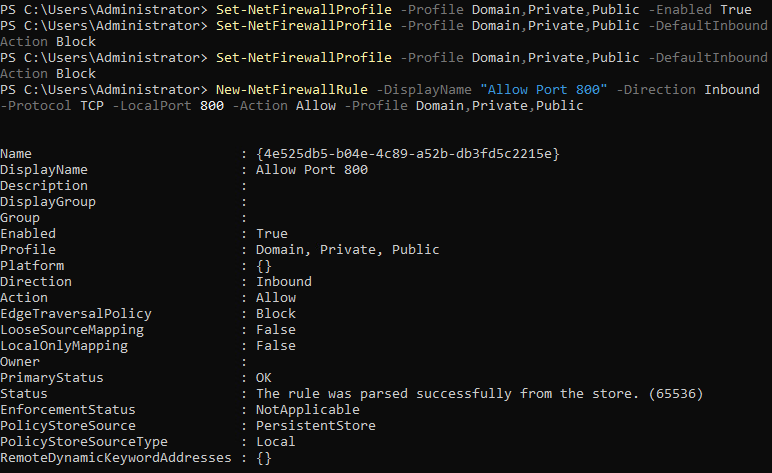 PS C:\Users\Administrator> Set-NetFirewallProfile -Profile Domain,Private,Public -Enabled True
PS C:\Users\Administrator> Set-NetFirewallProfile -Profile Domain,Private,Public -DefaultInbound
Action Block
PS C:\Users\Administrator> Set-NetFirewallProfile -Profile Domain,Private,Public -DefaultInbound
Action Block
PS C:\Users\Administrator> New-NetFirewallRule -DisplayName "Allow Port 800" -Direction Inbound
-Protocol TCP -LocalPort 800 -Action Allow -Profile Domain,Private,Public
Name : {4e525db5-b04e-4c89-a52b-db3fd5c2215e}
DisplayName : Allow Port 800
Description :
DisplayGroup :
Group :
Enabled : True
Profile : Domain, Private, Public
Platform : {}
Direction : Inbound
Action : Allow
EdgeTraversalPolicy : Block
LooseSourceMapping : False
LocalOnlyMapping : False
Owner :
PrimaryStatus : OK
Status : The rule was parsed successfully from the store. (65536)
EnforcementStatus : NotApplicable
PolicyStoreSource : PersistentStore
PolicyStoreSourceType : Local
RemoteDynamicKeywordAddresses : {}